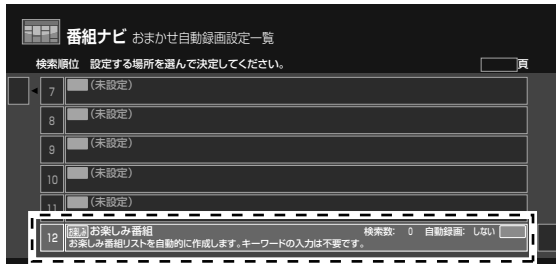 番組ナビ おまかせ自動録画設定一覧
検索順位 設定する場所を選んで決定してください。 頁
7 (未設定)
8 (未設定)
9 (未設定)
10 (未設定)
11 (未設定)
12 お楽しみ お楽しみ番組 検索数: 0 自動録画: しない
お楽しみ番組リストを自動的に作成します。キーワードの入力は不要です。